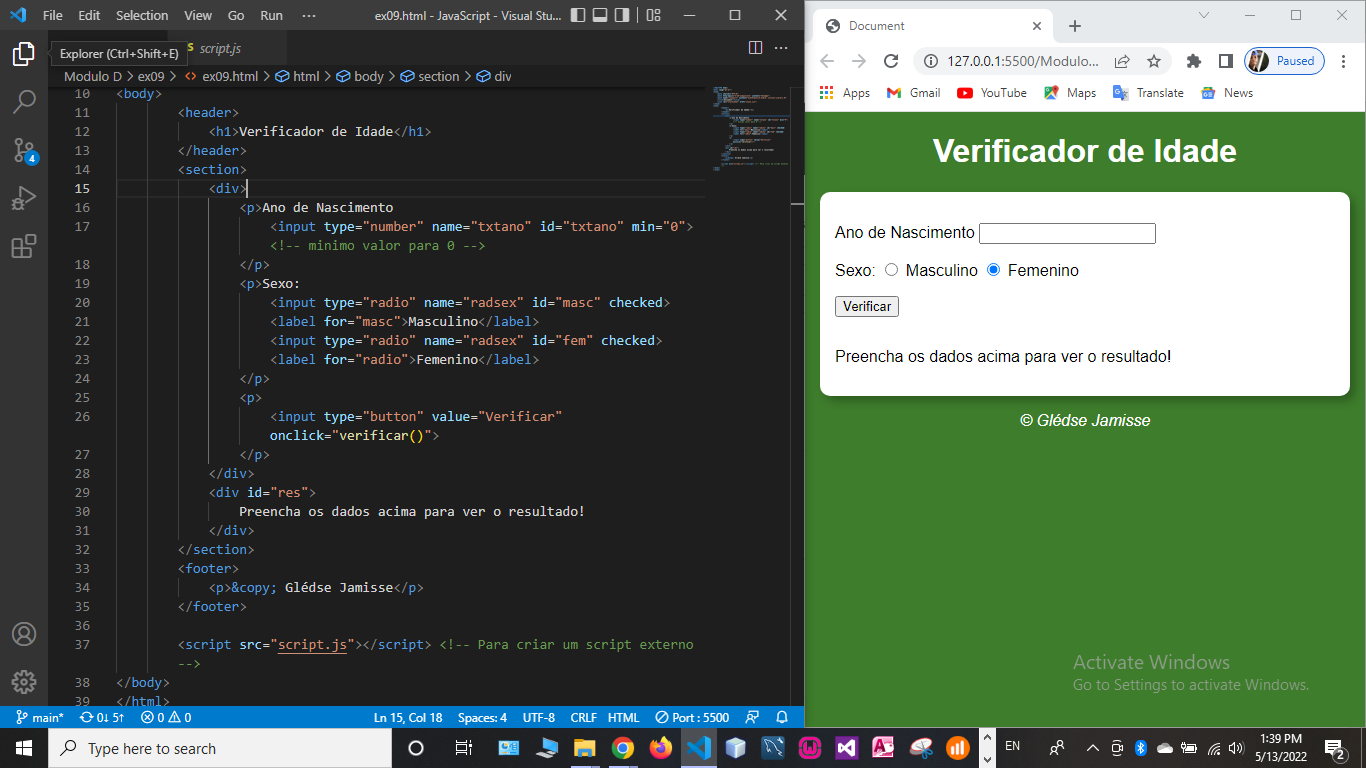 File Edit Selection View Go Run ··· ex09.html - JavaScript - Visual Stu...
Explorer (Ctrl+Shift+E) script.js ···
Modulo D > ex09 > ex09.html > html > body > section > div
10 <body>
11 <header>
12 <h1>Verificador de Idade</h1>
13 </header>
14 <section>
15 <div>
16 <p>Ano de Nascimento
17 <input type="number" name="txtano" id="txtano" min="0">
<!-- minimo valor para 0 -->
18 </p>
19 <p>Sexo:
20 <input type="radio" name="radsex" id="masc" checked>
21 <label for="masc">Masculino</label>
22 <input type="radio" name="radsex" id="fem" checked>
23 <label for="radio">Femenino</label>
24 </p>
25 <p>
26 <input type="button" value="Verificar"
onclick="verificar()">
27 </p>
28 </div>
29 <div id="res">
30 Preencha os dados acima para ver o resultado!
31 </div>
32 </section>
33 <footer>
34 <p>&copy; Glédse Jamisse</p>
35 </footer>
36
37 <script src="script.js"></script> <!-- Para criar um script externo
-->
38 </body>
39 </html>
4
main* 0↓ 5↑ 0 0 Ln 15, Col 18 Spaces: 4 UTF-8 CRLF HTML Port : 5500
Document
127.0.0.1:5500/Modulo... Paused
Apps Gmail YouTube Maps Translate News
Verificador de Idade
Ano de Nascimento
Sexo: Masculino Femenino
Verificar
Preencha os dados acima para ver o resultado!
© Glédse Jamisse
Activate Windows
Go to Settings to activate Windows.
Type here to search EN 1:39 PM
5/13/2022 2